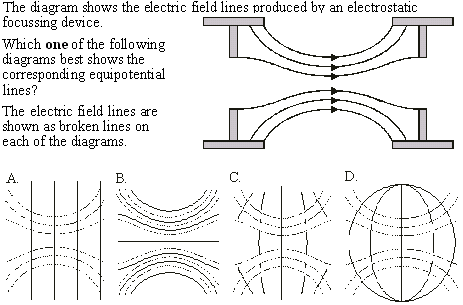 The diagram shows the electric field lines produced by an electrostatic
focussing device.
Which one of the following
diagrams best shows the
corresponding equipotential
lines?
The electric field lines are
shown as broken lines on
each of the diagrams.
A. B. C. D.